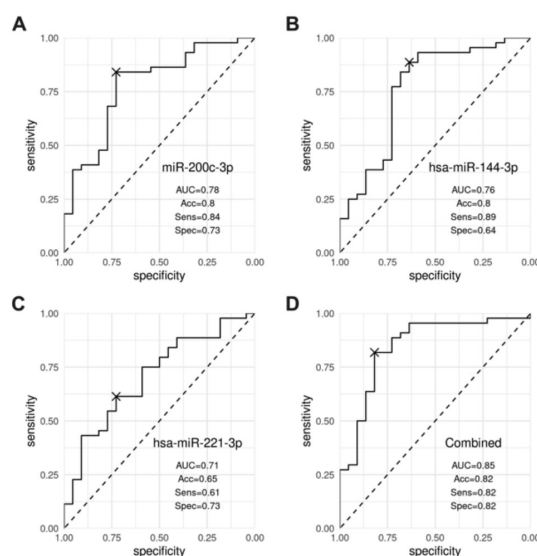 A
sensitivity
1.00
0.75
0.50
0.25
0.00
miR-200c-3p
AUC=0.78
Acc=0.8
Sens=0.84
Spec=0.73
1.00 0.75 0.50 0.25 0.00
specificity
B
sensitivity
1.00
0.75
0.50
0.25
0.00
hsa-miR-144-3p
AUC=0.76
Acc=0.8
Sens=0.89
Spec=0.64
1.00 0.75 0.50 0.25 0.00
specificity
C
sensitivity
1.00
0.75
0.50
0.25
0.00
hsa-miR-221-3p
AUC=0.71
Acc=0.65
Sens=0.61
Spec=0.73
1.00 0.75 0.50 0.25 0.00
specificity
D
sensitivity
1.00
0.75
0.50
0.25
0.00
Combined
AUC=0.85
Acc=0.82
Sens=0.82
Spec=0.82
1.00 0.75 0.50 0.25 0.00
specificity